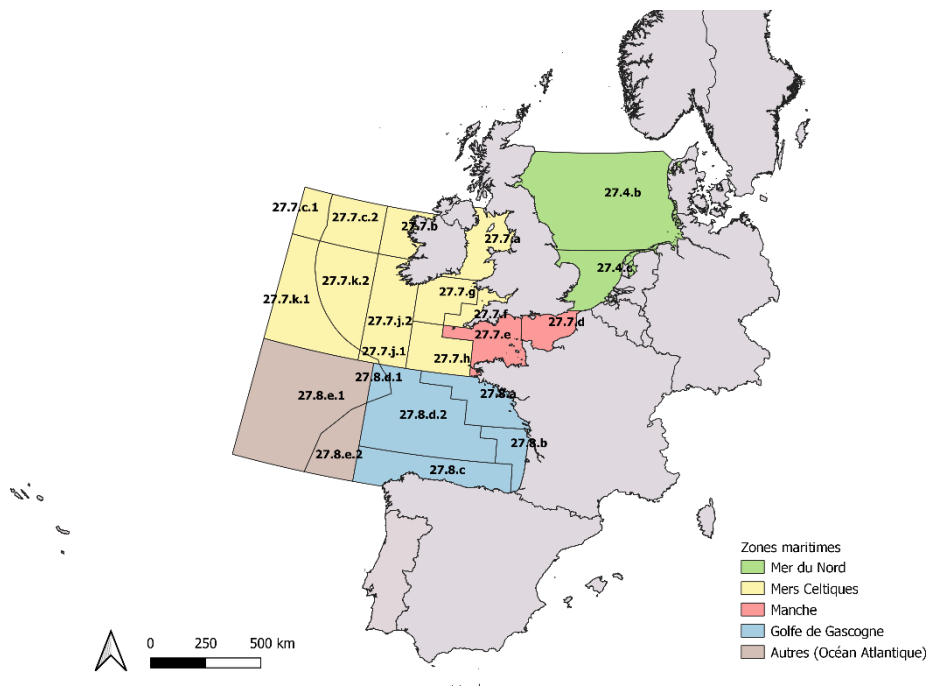 27.4.b
27.7.c.1
27.7.c.2
27.7.b
27.7.a
27.4.c
27.7.k.2
27.7.k.1
27.7.g
27.7.f
27.7.j.2
27.7.d
27.7.e
27.7.j.1
27.7.h
27.8.d.1
27.8.e.1
27.8.a
27.8.d.2
27.8.b
27.8.e.2
27.8.c
Zones maritimes
Mer du Nord
Mers Celtiques
Manche
Golfe de Gascogne
Autres (Océan Atlantique)
0 250 500 km